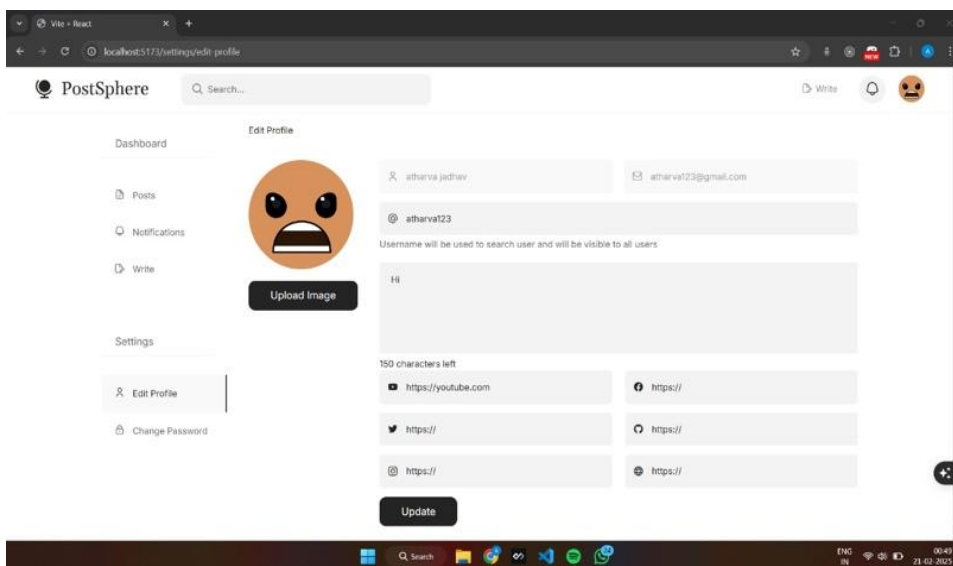 Vite + React
localhost:5173/settings/edit-profile
NEW
PostSphere
Search...
Write
Edit Profile
Dashboard
Posts
Notifications
Write
Settings
Edit Profile
Change Password
Upload Image
atharva jadhav
atharva123@gmail.com
@ atharva123
Username will be used to search user and will be visible to all users
Hi
150 characters left
https://youtube.com
https://
https://
https://
https://
https://
Update
Search
ENG
IN
00:49
21-02-2025